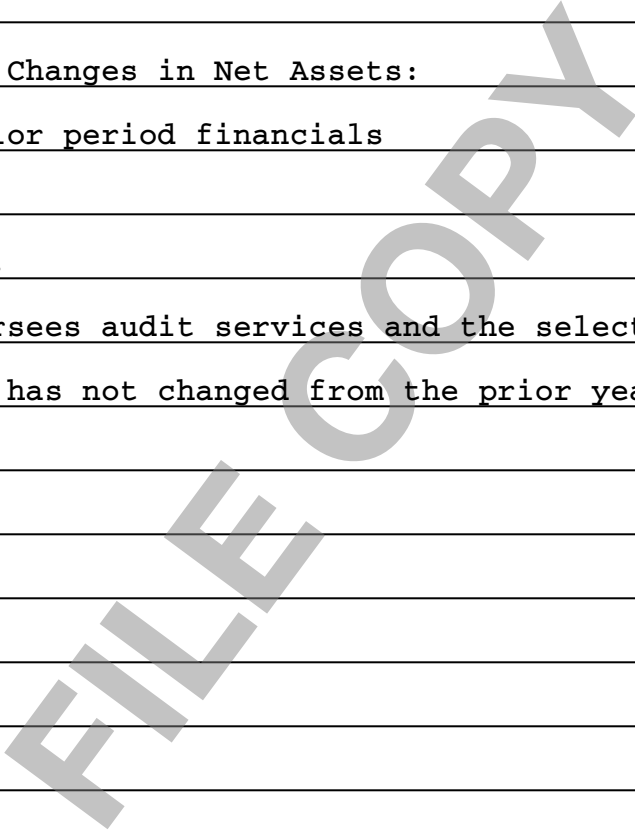 Changes in Net Assets:
ior period financials
rsees audit services and the select
has not changed from the prior yea
FILE COPY